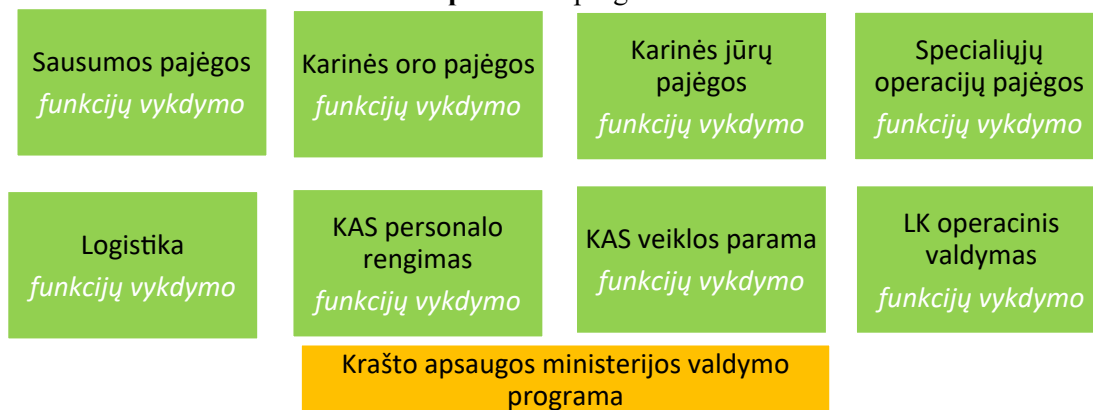 Sausumos pajėgos
funkcijų vykdymo
Karinės oro pajėgos
funkcijų vykdymo
Karinės jūrų
pajėgos
funkcijų vykdymo
Specialiųjų
operacijų pajėgos
funkcijų vykdymo
Logistika
funkcijų vykdymo
KAS personalo
rengimas
funkcijų vykdymo
KAS veiklos parama
funkcijų vykdymo
LK operacinis
valdymas
funkcijų vykdymo
Krašto apsaugos ministerijos valdymo
programa